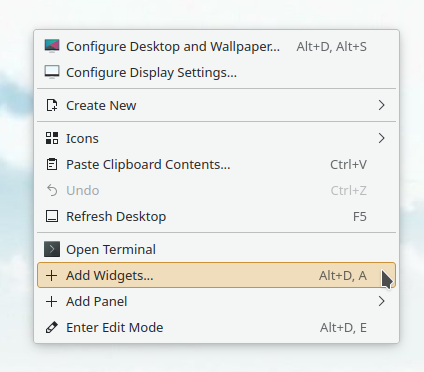 Configure Desktop and Wallpaper... Alt+D, Alt+S
Configure Display Settings...
Create New
Icons
Paste Clipboard Contents... Ctrl+V
Undo Ctrl+Z
Refresh Desktop F5
Open Terminal
Add Widgets... Alt+D, A
Add Panel
Enter Edit Mode Alt+D, E